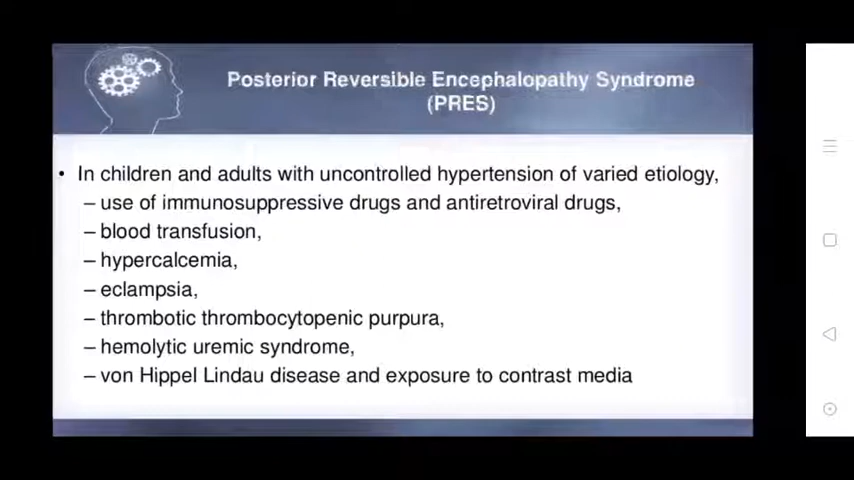 Posterior Reversible Encephalopathy Syndrome
(PRES)
• In children and adults with uncontrolled hypertension of varied etiology,
– use of immunosuppressive drugs and antiretroviral drugs,
– blood transfusion,
– hypercalcemia,
– eclampsia,
– thrombotic thrombocytopenic purpura,
– hemolytic uremic syndrome,
– von Hippel Lindau disease and exposure to contrast media